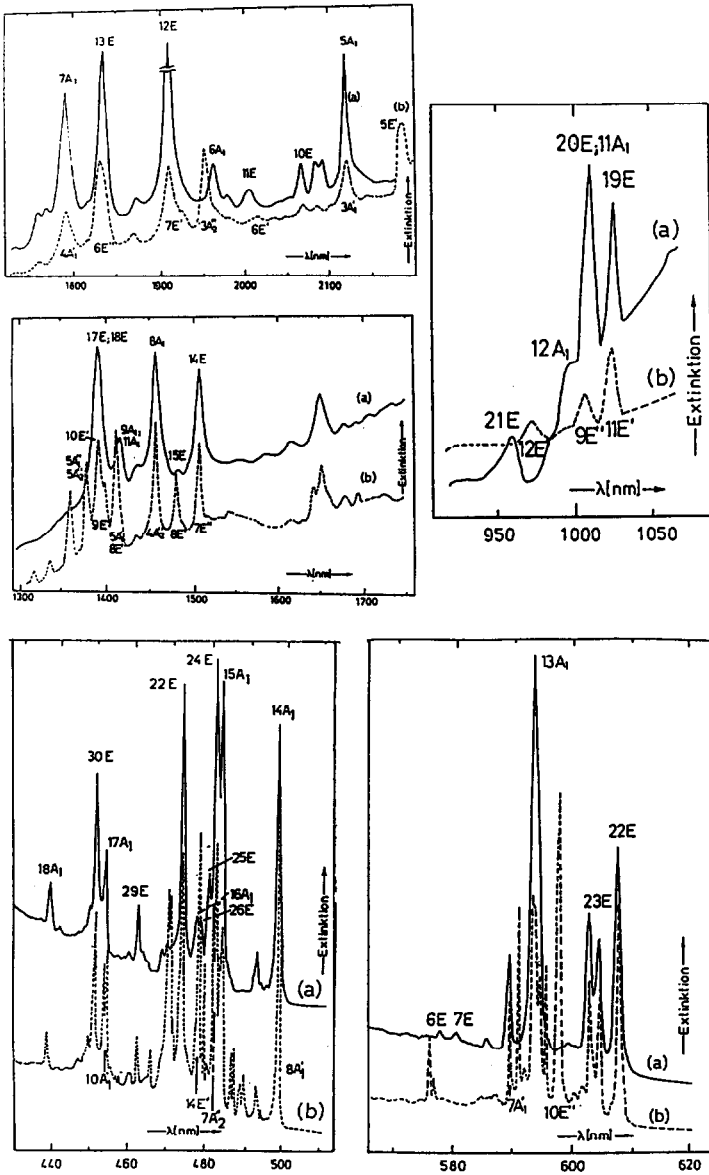 12E
13E
7A₁
5A₁
(a)
(b)
5E'
6A₁
10E
11E
4A₁'
6E"
7E'
3A₂"
6E'
3A₁'
λ[nm]
Extinktion
1800
1900
2000
2100
17E;18E
8A₁
14E
(a)
9A₁;
11A₁
10E'
15E
(b)
9E'
8E'
8E"
7E"
λ[nm]
Extinktion
1300
1400
1500
1600
1700
20E;11A₁
19E
(a)
12A₁
(b)
21E
12E'
9E"
11E'
λ[nm]
Extinktion
950
1000
1050
24E
15A₁
22E
14A₁
30E
17A₁
25E
18A₁
29E
16A₁
26E
(a)
10A₁'
14E'
7A₂'
8A₁'
(b)
λ[nm]
Extinktion
440
460
480
500
13A₁
22E
23E
6E
7E
(a)
7A₁'
10E"
(b)
λ[nm]
Extinktion
580
600
620